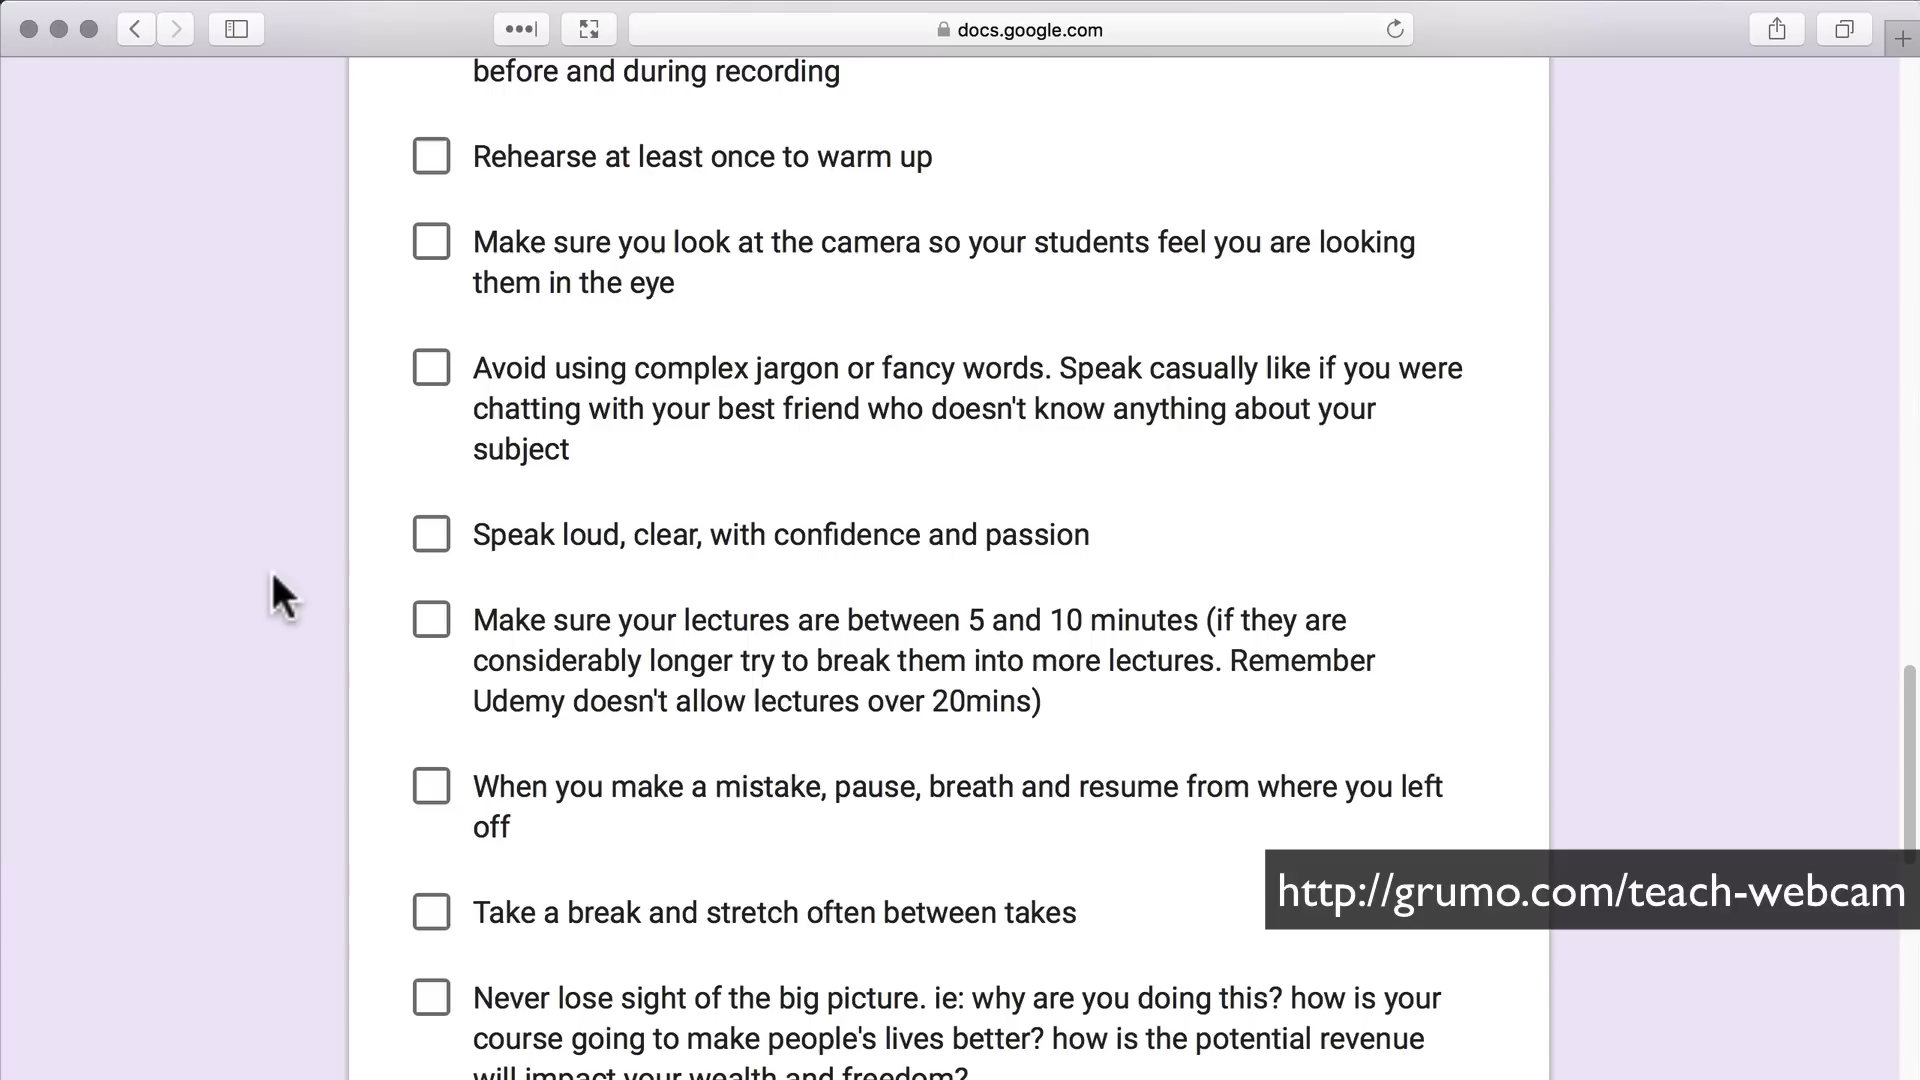 docs.google.com
before and during recording
Rehearse at least once to warm up
Make sure you look at the camera so your students feel you are looking
them in the eye
Avoid using complex jargon or fancy words. Speak casually like if you were
chatting with your best friend who doesn't know anything about your
subject
Speak loud, clear, with confidence and passion
Make sure your lectures are between 5 and 10 minutes (if they are
considerably longer try to break them into more lectures. Remember
Udemy doesn't allow lectures over 20mins)
When you make a mistake, pause, breath and resume from where you left
off
http://grumo.com/teach-webcam
Take a break and stretch often between takes
Never lose sight of the big picture. ie: why are you doing this? how is your
course going to make people's lives better? how is the potential revenue
will impact your wealth and freedom?